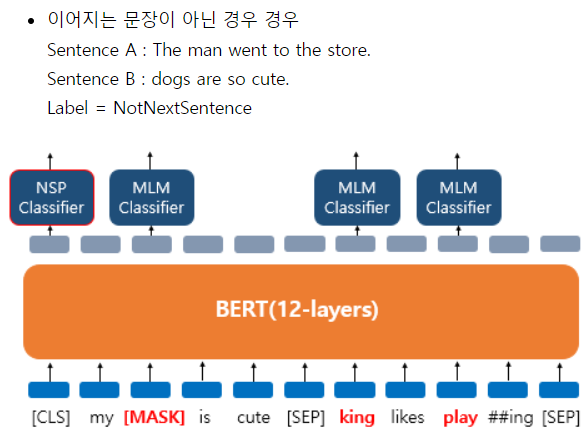 • 이어지는 문장이 아닌 경우 경우
Sentence A : The man went to the store.
Sentence B : dogs are so cute.
Label = NotNextSentence
NSP Classifier
MLM Classifier
MLM Classifier
MLM Classifier
BERT(12-layers)
[CLS] my [MASK] is cute [SEP] king likes play ##ing [SEP]